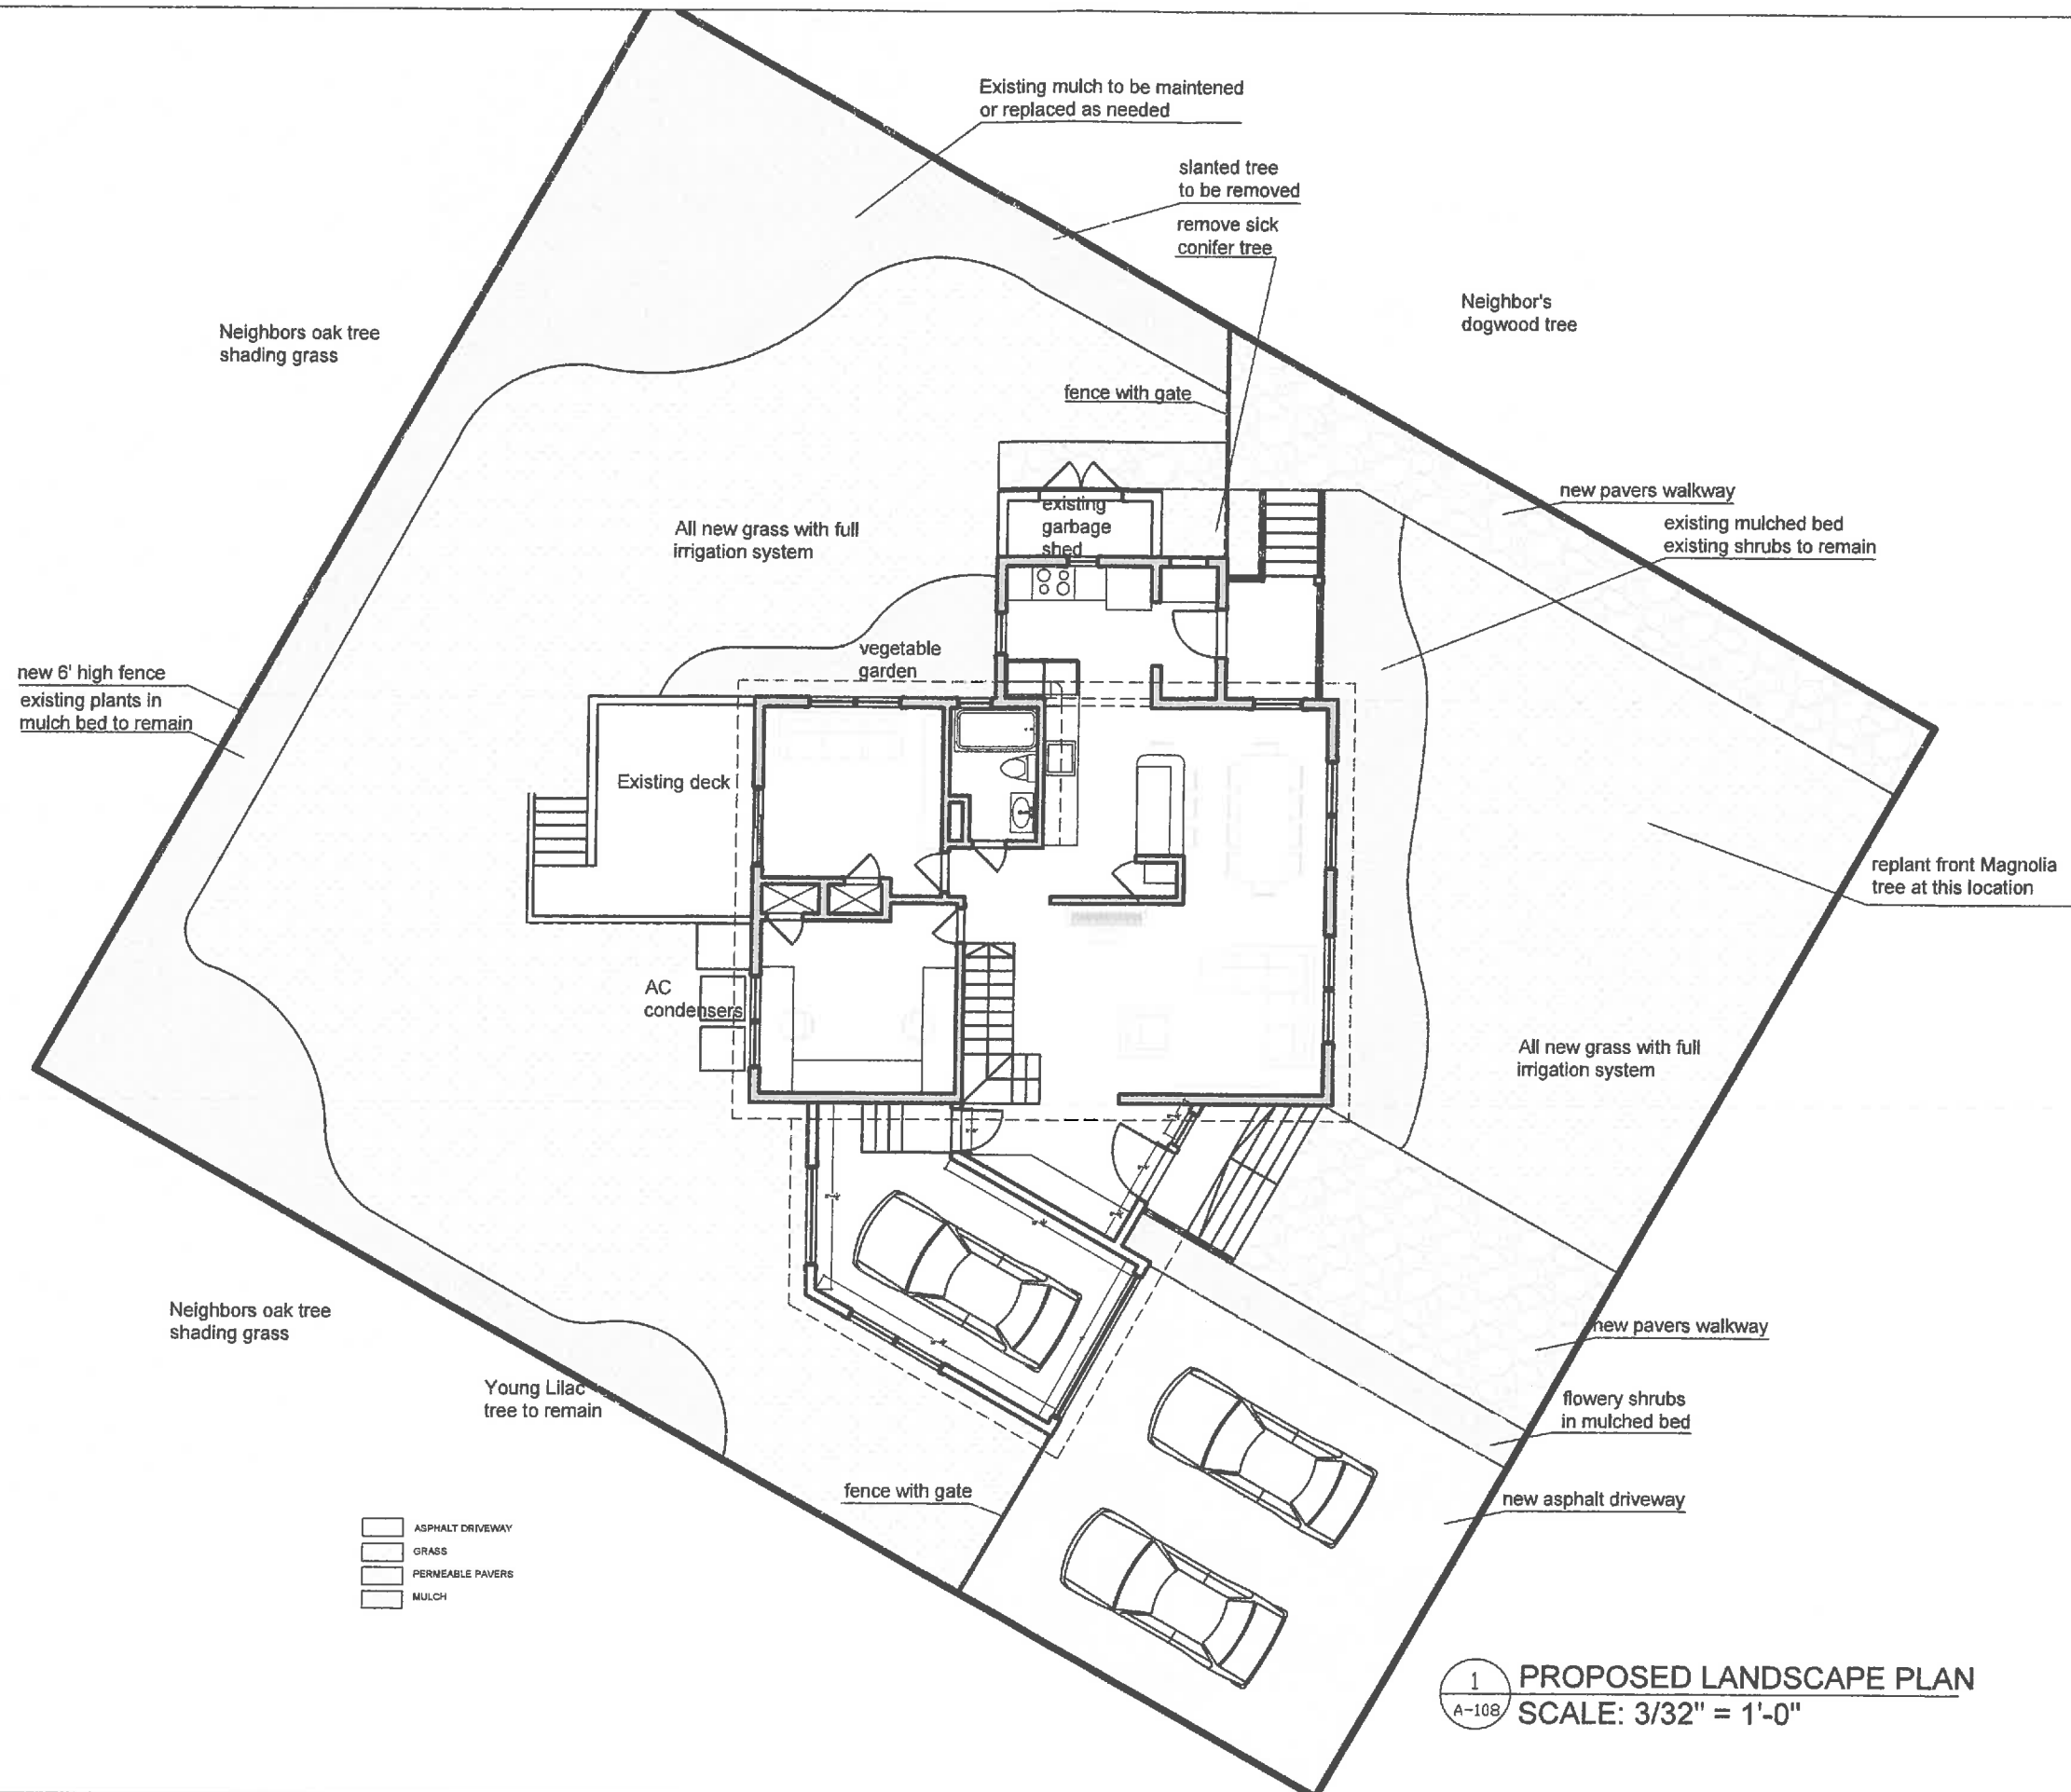 Existing mulch to be maintened
or replaced as needed
slanted tree
to be removed
remove sick
conifer tree
Neighbor's
dogwood tree
Neighbors oak tree
shading grass
fence with gate
new pavers walkway
existing
garbage
shed
existing mulched bed
existing shrubs to remain
All new grass with full
irrigation system
vegetable
garden
new 6' high fence
existing plants in
mulch bed to remain
Existing deck
replant front Magnolia
tree at this location
AC
condensers
All new grass with full
irrigation system
Neighbors oak tree
shading grass
new pavers walkway
Young Lilac
tree to remain
flowery shrubs
in mulched bed
fence with gate
new asphalt driveway
ASPHALT DRIVEWAY
GRASS
PERMEABLE PAVERS
MULCH
1
A-108
PROPOSED LANDSCAPE PLAN
SCALE: 3/32" = 1'-0"